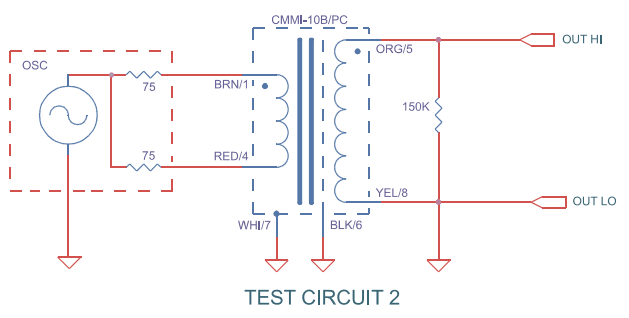 CMMI-10B/PC
ORG/5
OUT HI
OSC
75
BRN/1
150K
75
RED/4
YEL/8
OUT LO
WHI/7
BLK/6
TEST CIRCUIT 2